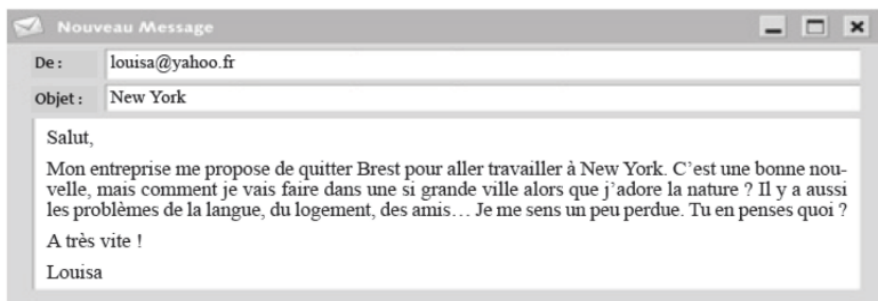 Nouveau Message
De : louisa@yahoo.fr
Objet : New York
Salut,
Mon entreprise me propose de quitter Brest pour aller travailler à New York. C’est une bonne nou-
velle, mais comment je vais faire dans une si grande ville alors que j’adore la nature ? Il y a aussi
les problèmes de la langue, du logement, des amis… Je me sens un peu perdue. Tu en penses quoi ?
A très vite !
Louisa